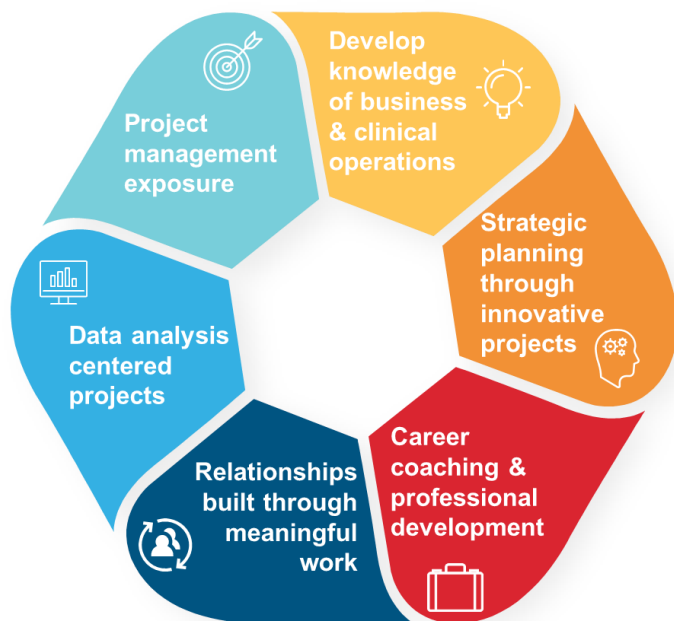 Develop
knowledge
of business
& clinical
operations
Strategic
planning
through
innovative
projects
Career
coaching &
professional
development
Relationships
built through
meaningful
work
Data analysis
centered
projects
Project
management
exposure